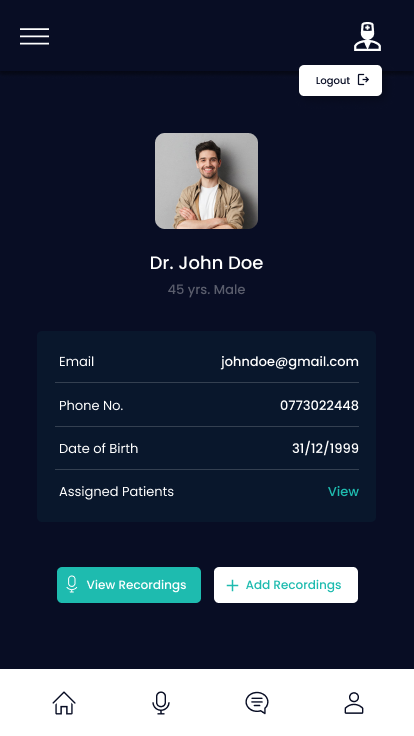 Logout
Dr. John Doe
45 yrs. Male
Email johndoe@gmail.com
Phone No. 0773022448
Date of Birth 31/12/1999
Assigned Patients View
View Recordings Add Recordings